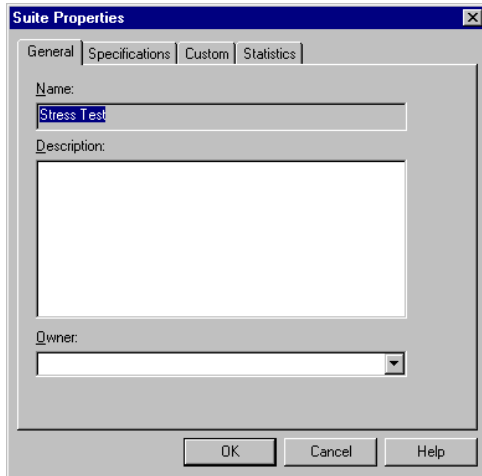 Suite Properties
General Specifications Custom Statistics
Name:
Stress Test
Description:
Owner:
OK Cancel Help